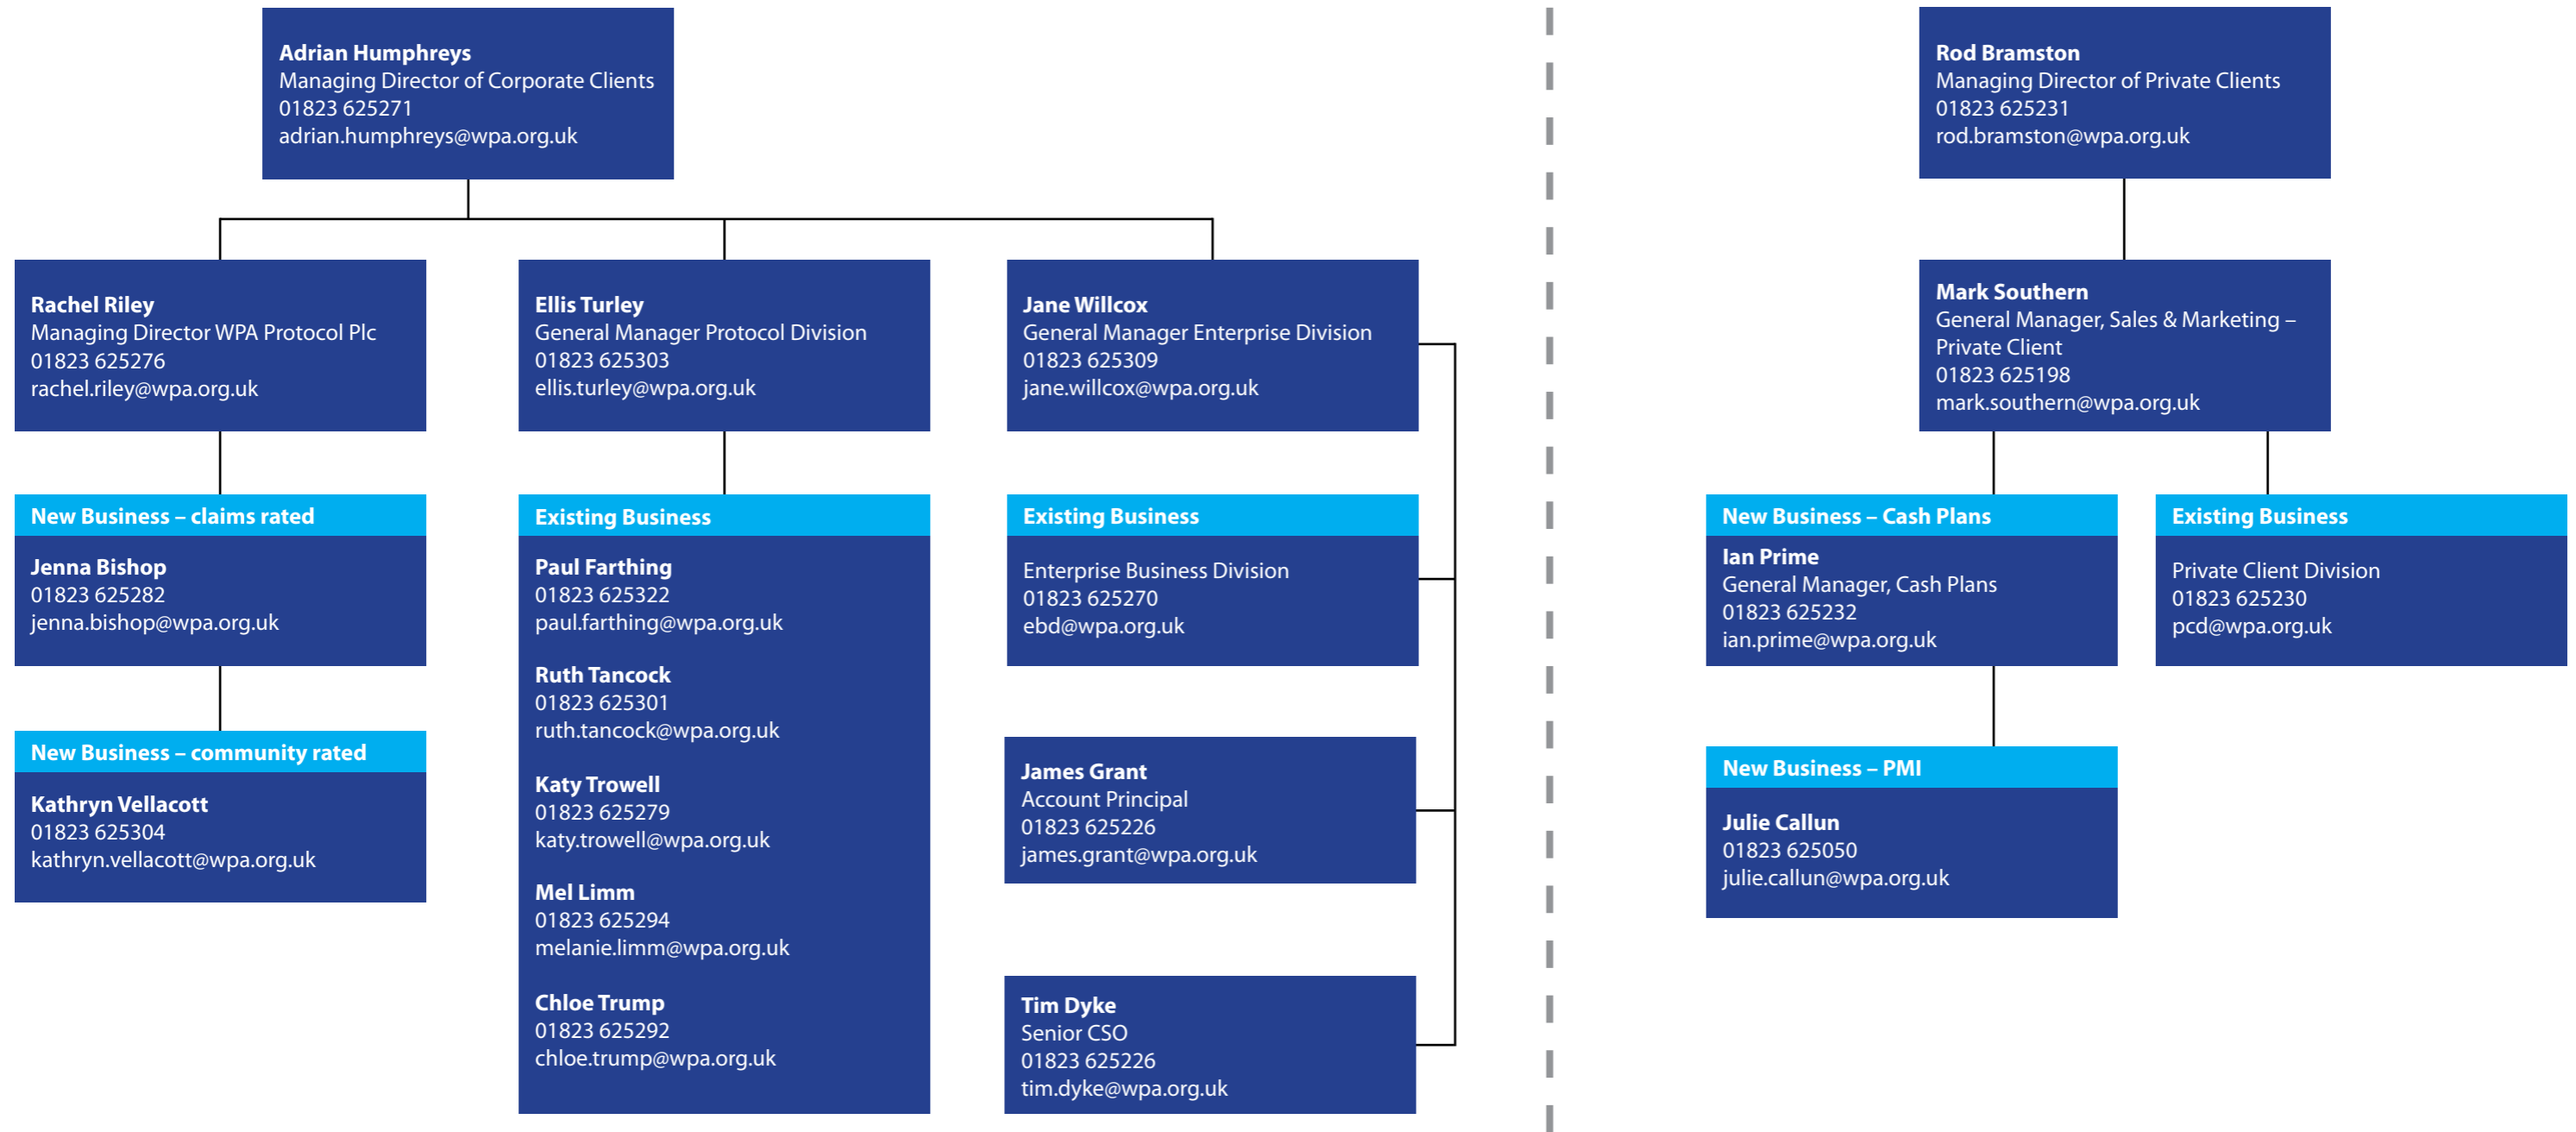 Adrian Humphreys
Managing Director of Corporate Clients
01823 625271
adrian.humphreys@wpa.org.uk
Rachel Riley
Managing Director WPA Protocol Plc
01823 625276
rachel.riley@wpa.org.uk
New Business – claims rated
Jenna Bishop
01823 625282
jenna.bishop@wpa.org.uk
New Business – community rated
Kathryn Vellacott
01823 625304
kathryn.vellacott@wpa.org.uk
Ellis Turley
General Manager Protocol Division
01823 625303
ellis.turley@wpa.org.uk
Existing Business
Paul Farthing
01823 625322
paul.farthing@wpa.org.uk
Ruth Tancock
01823 625301
ruth.tancock@wpa.org.uk
Katy Trowell
01823 625279
katy.trowell@wpa.org.uk
Mel Limm
01823 625294
melanie.limm@wpa.org.uk
Chloe Trump
01823 625292
chloe.trump@wpa.org.uk
Jane Willcox
General Manager Enterprise Division
01823 625309
jane.willcox@wpa.org.uk
Existing Business
Enterprise Business Division
01823 625270
ebd@wpa.org.uk
James Grant
Account Principal
01823 625226
james.grant@wpa.org.uk
Tim Dyke
Senior CSO
01823 625226
tim.dyke@wpa.org.uk
Rod Bramston
Managing Director of Private Clients
01823 625231
rod.bramston@wpa.org.uk
Mark Southern
General Manager, Sales & Marketing –
Private Client
01823 625198
mark.southern@wpa.org.uk
New Business – Cash Plans
Ian Prime
General Manager, Cash Plans
01823 625232
ian.prime@wpa.org.uk
New Business – PMI
Julie Callun
01823 625050
julie.callun@wpa.org.uk
Existing Business
Private Client Division
01823 625230
pcd@wpa.org.uk